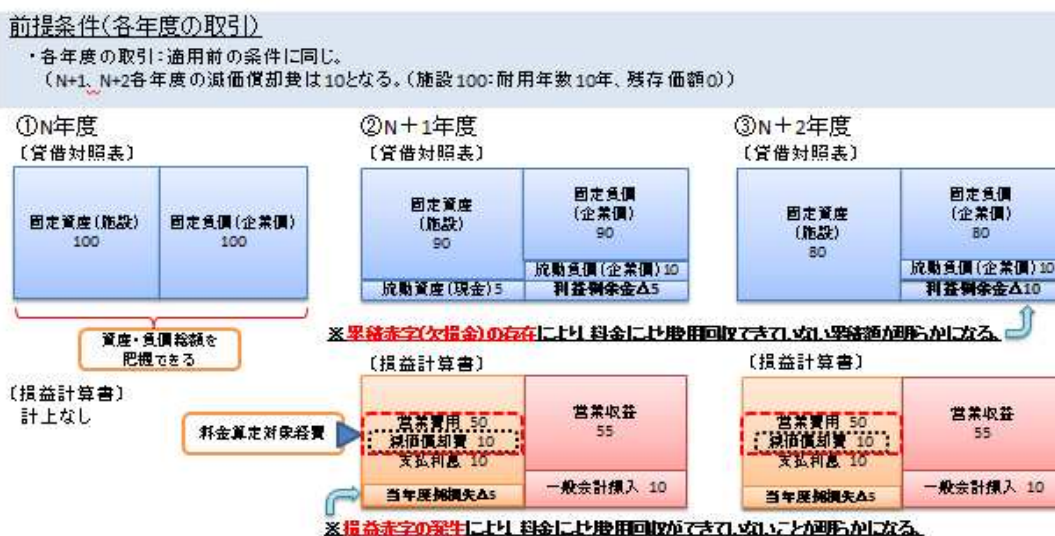 前提条件(各年度の取引)
・各年度の取引:適用前の条件に同じ。
(N+1、N+2各年度の減価償却費は10となる。(施設100:耐用年数10年、残存価額0))
①N年度
〔貸借対照表〕
固定資産(施設)
100
固定負債(企業債)
100
資産・負債総額を
把握できる
〔損益計算書〕
計上なし
②N+1年度
〔貸借対照表〕
固定資産
(施設)
90
流動資産(現金)5
固定負債
(企業債)
90
流動負債(企業債)10
利益剰余金Δ5
③N+2年度
〔貸借対照表〕
固定資産
(施設)
80
固定負債
(企業債)
80
流動負債(企業債)10
利益剰余金Δ10
※累積赤字(欠損金)の存在により、料金により費用回収できていない累積額が明らかになる。
〔損益計算書〕
料金算定対象経費
営業費用 50
減価償却費 10
支払利息 10
当年度純損失Δ5
営業収益
55
一般会計繰入 10
〔損益計算書〕
営業費用 50
減価償却費 10
支払利息 10
当年度純損失Δ5
営業収益
55
一般会計繰入 10
※損益赤字の発生により、料金により費用回収ができていないことが明らかになる。